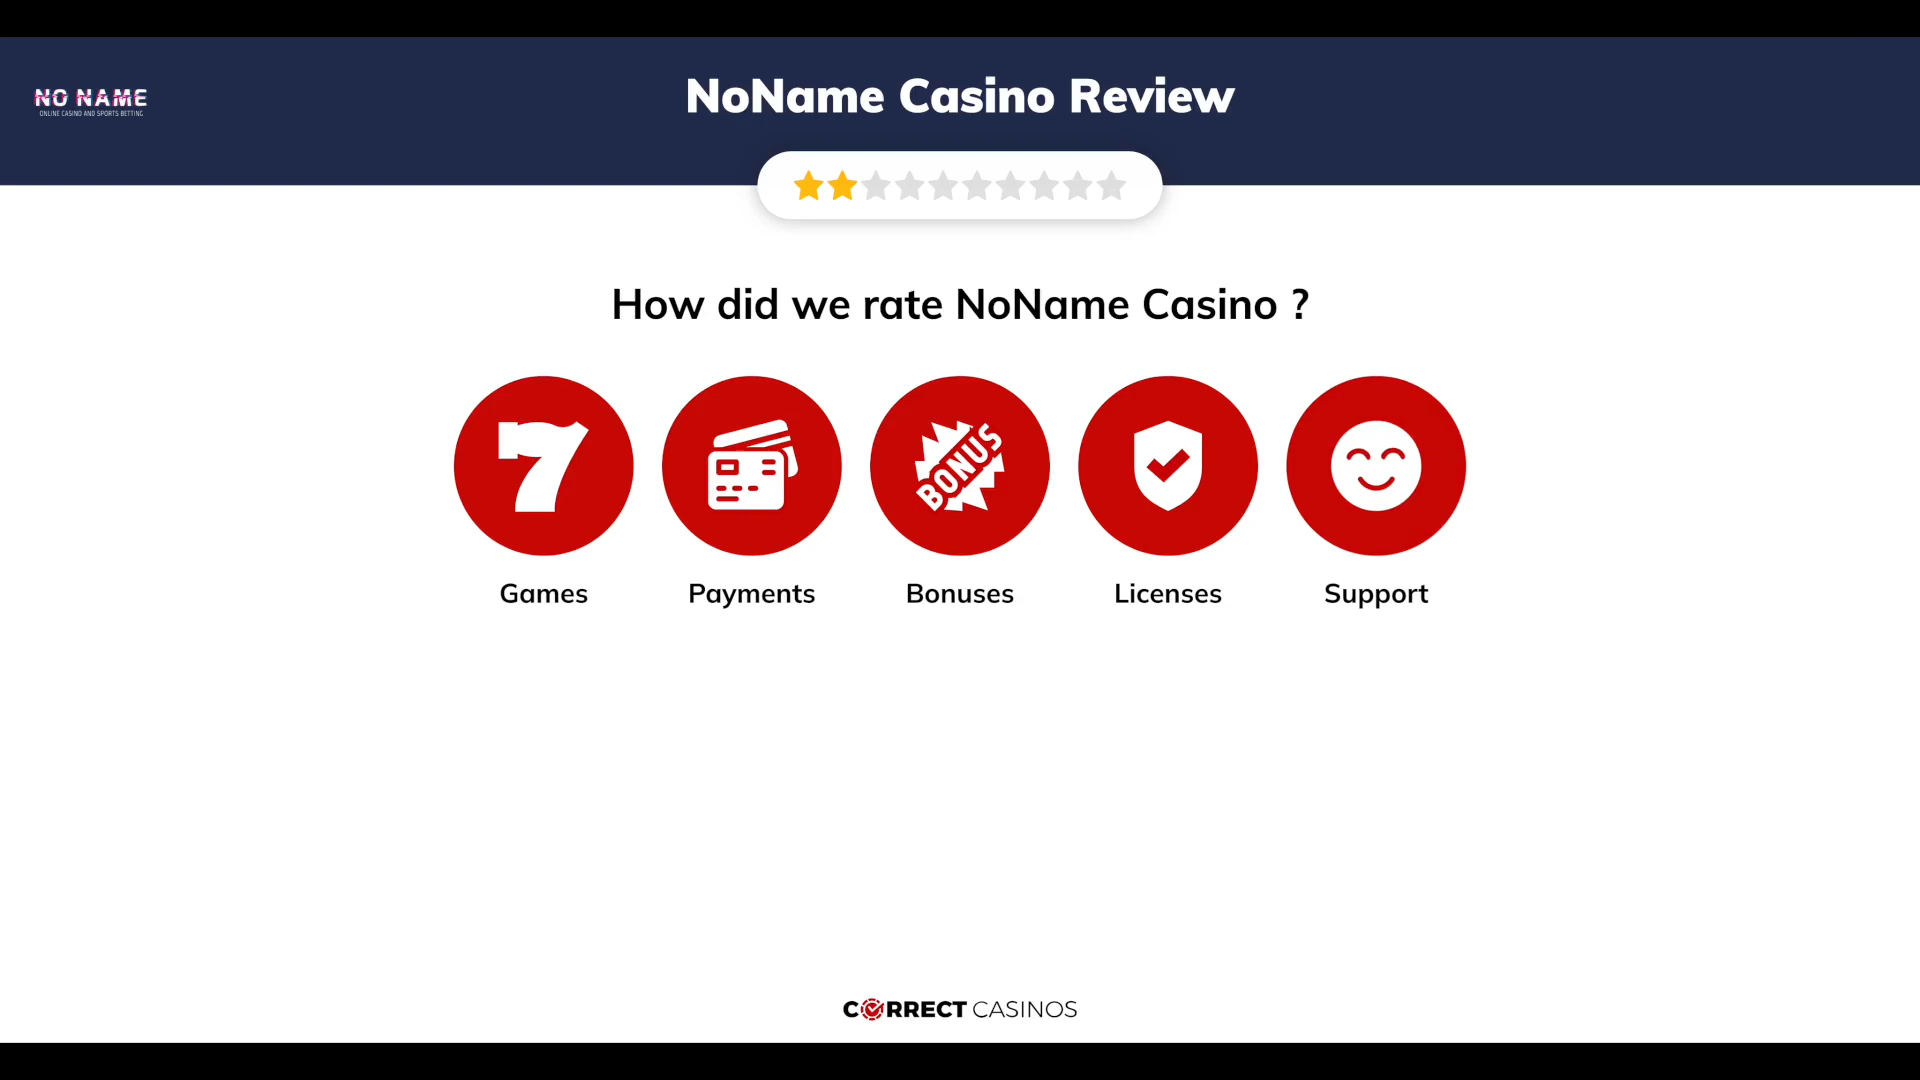 NO NAME
ONLINE CASINO AND SPORTS BETTING
NoName Casino Review
How did we rate NoName Casino ?
7
BONUS
Games
Payments
Bonuses
Licenses
Support
CORRECT CASINOS